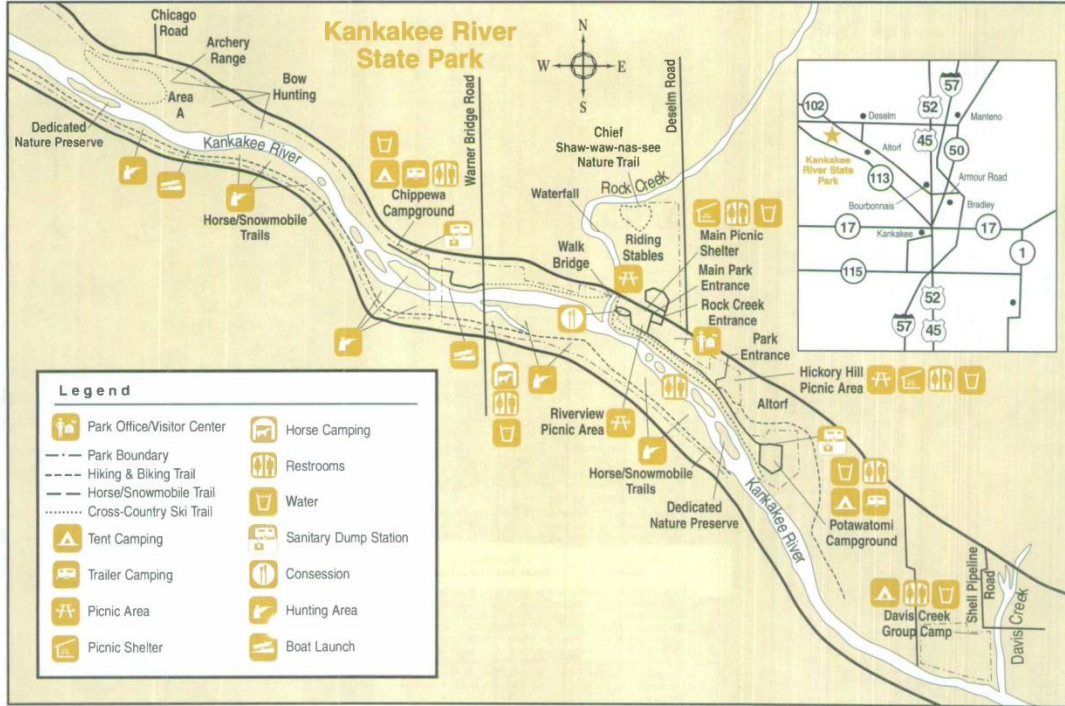 Kankakee River
State Park
Chicago
Road
Archery
Range
Bow
Hunting
Area
A
Dedicated
Nature Preserve
Kankakee River
Horse/Snowmobile
Trails
Chippewa
Campground
Warner Bridge Road
N
W
E
S
Deselm Road
Chief
Shaw-waw-nas-see
Nature Trail
Rock Creek
Waterfall
Walk
Bridge
Riding
Stables
Main Picnic
Shelter
Main Park
Entrance
Rock Creek
Entrance
Park
Entrance
Hickory Hill
Picnic Area
Altorf
Riverview
Picnic Area
Horse/Snowmobile
Trails
Dedicated
Nature Preserve
Kankakee River
Potawatomi
Campground
Davis Creek
Group Camp
Shell Pipeline
Road
Davis Creek
102
Deselm
52
57
Manteno
45
50
Altorf
Kankakee
River State
Park
113
Armour Road
Bourbonnais
Bradley
17
Kankakee
17
1
115
52
57
45
Legend
Park Office/Visitor Center
Park Boundary
Hiking & Biking Trail
Horse/Snowmobile Trail
Cross-Country Ski Trail
Tent Camping
Trailer Camping
Picnic Area
Picnic Shelter
Horse Camping
Restrooms
Water
Sanitary Dump Station
Consession
Hunting Area
Boat Launch